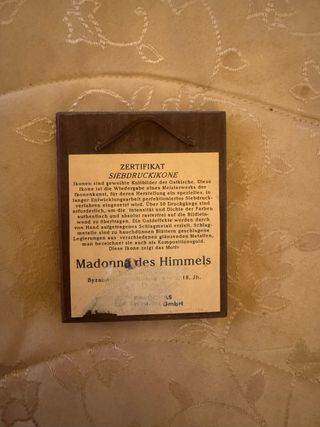 ZERTIFIKAT
SIEBDRUCKIKONE
Ikonen sind geweihte Kultbilder der Ostkirche. Diese
Ikone ist die Wiedergabe eines Meisterwerks der
Ikonenkunst, für deren Herstellung ein spezielles, in
langer Entwicklungsarbeit perfektioniertes Siebdruck-
verfahren eingesetzt wird. Über 30 Druckgänge sind
erforderlich, um die Intensität und Dichte der Farben
authentisch und absolut rasterfrei auf die Bildlein-
wand zu übertragen. Die Goldeffekte werden durch
von Hand aufgetragenes Schlagmetall erzielt. Schlag-
metalle sind zu hauchdünnen Blättern geschlagene
Legierungen aus verschiedenen glänzenden Metallen,
man bezeichnet sie auch als Kompositionsgold.
Diese Ikone zeigt das Motiv
Madonna des Himmels
18. Jh.
GmbH